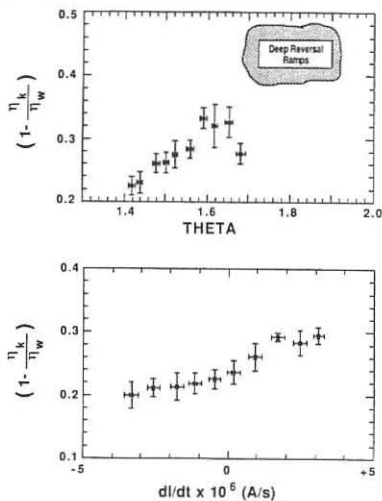 0.5
0.4
0.3
0.2
( 1- ηk/ηw )
Deep Reversal
Ramps
1.4 1.6 1.8 2.0
THETA
0.4
0.3
0.2
0.1
( 1- ηk/ηw )
-5 0 +5
dI/dt x 10⁶ (A/s)